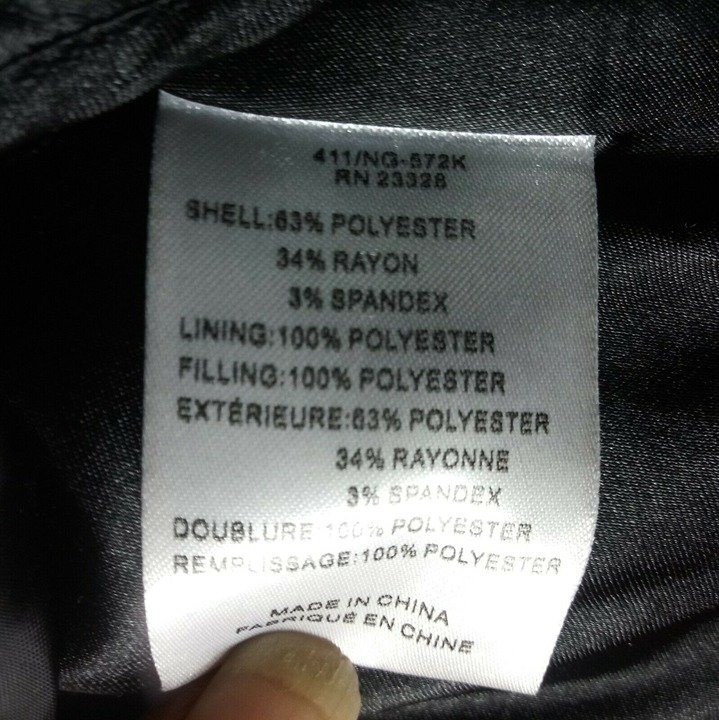 411/NG-572K
RN 23328
SHELL:63% POLYESTER
34% RAYON
3% SPANDEX
LINING:100% POLYESTER
FILLING:100% POLYESTER
EXTÉRIEURE:63% POLYESTER
34% RAYONNE
3% SPANDEX
DOUBLURE:100% POLYESTER
REMPLISSAGE:100% POLYESTER
MADE IN CHINA
FABRIQUÉ EN CHINE